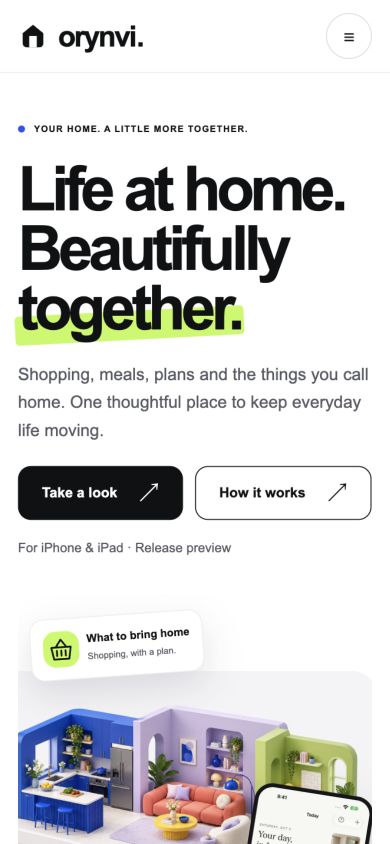 orynvi.
YOUR HOME. A LITTLE MORE TOGETHER.
Life at home.
Beautifully
together.
Shopping, meals, plans and the things you call
home. One thoughtful place to keep everyday
life moving.
Take a look
How it works
For iPhone & iPad · Release preview
What to bring home
Shopping, with a plan.
9:41
Today
Your day,